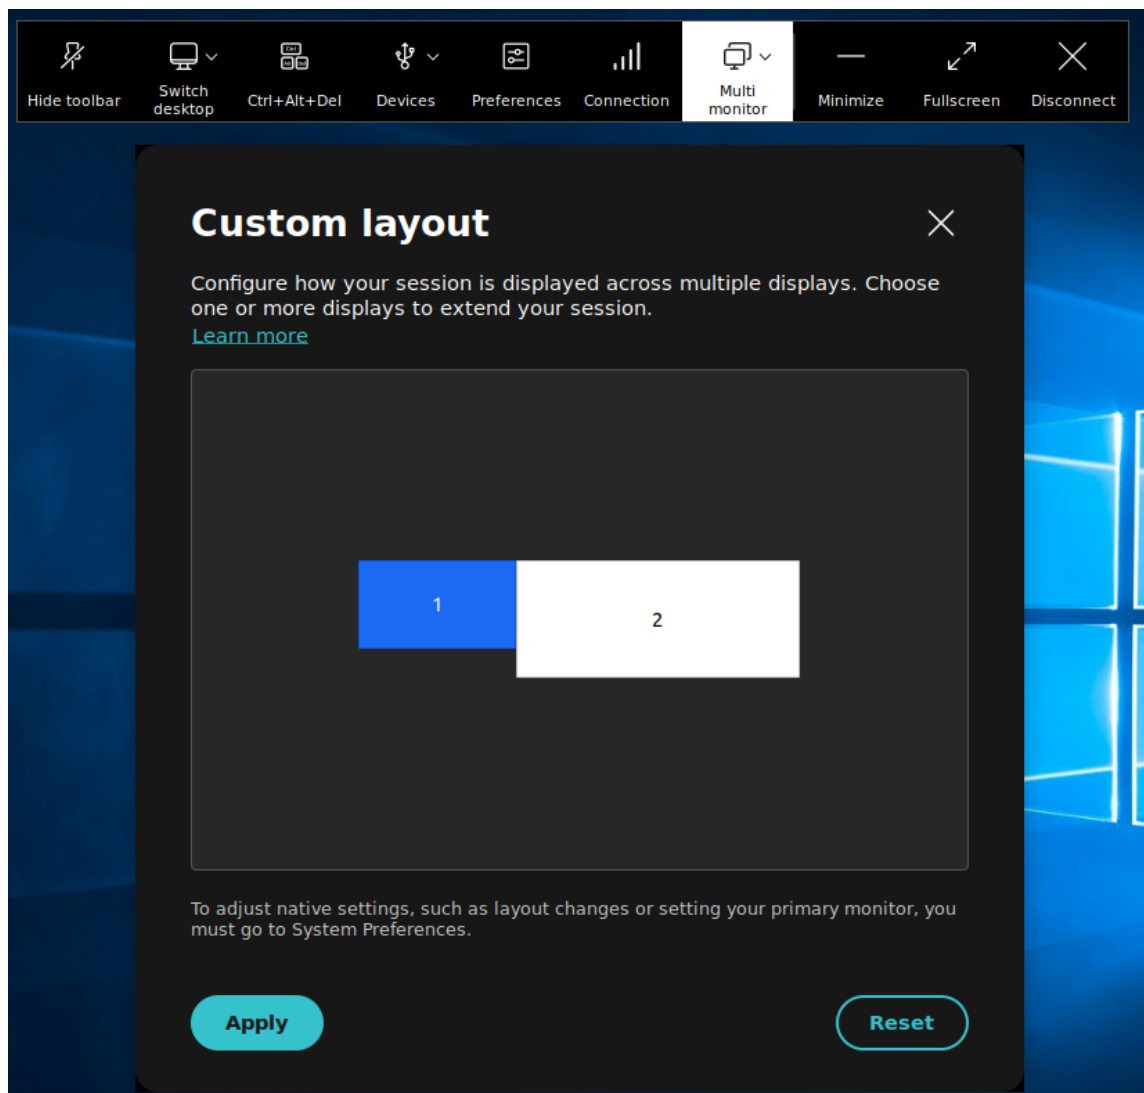 Hide toolbar
Switch
desktop
Ctrl
Alt Del
Ctrl+Alt+Del
Devices
Preferences
Connection
Multi
monitor
Minimize
Fullscreen
Disconnect
Custom layout
Configure how your session is displayed across multiple displays. Choose
one or more displays to extend your session.
Learn more
1
2
To adjust native settings, such as layout changes or setting your primary monitor, you
must go to System Preferences.
Apply
Reset